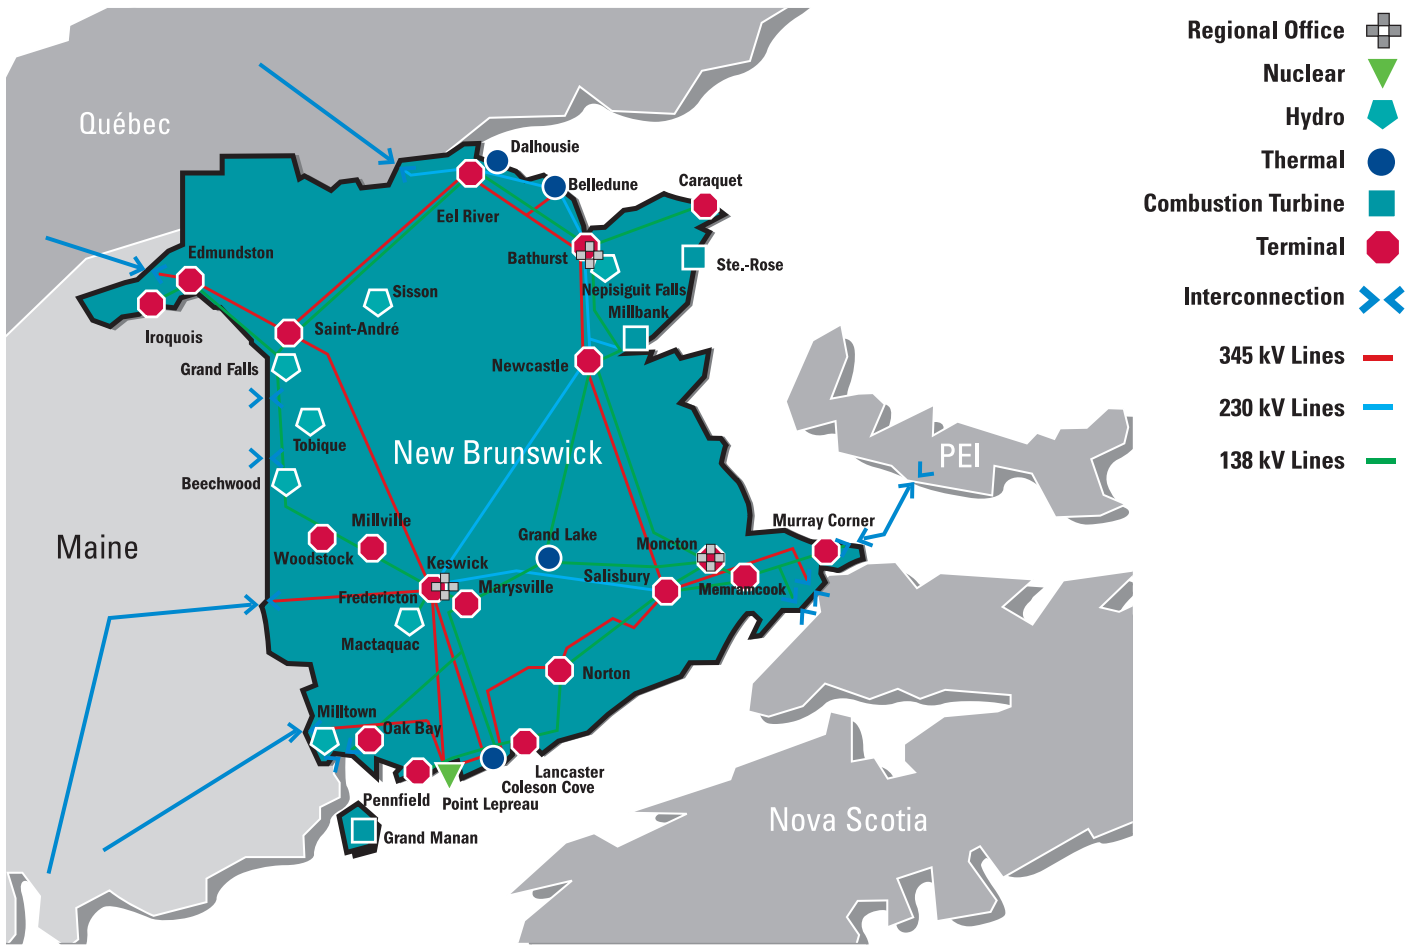 Regional Office
Nuclear
Hydro
Thermal
Combustion Turbine
Terminal
Interconnection
345 kV Lines
230 kV Lines
138 kV Lines
Québec
Dalhousie
Belledune
Caraquet
Eel River
Edmundston
Bathurst
Ste.-Rose
Sisson
Nepisiguit Falls
Millbank
Iroquois
Saint-André
Grand Falls
Newcastle
Tobique
New Brunswick
PEI
Beechwood
Millville
Murray Corner
Grand Lake
Moncton
Maine
Woodstock
Keswick
Salisbury
Marysville
Memramcook
Fredericton
Mactaquac
Norton
Milltown
Oak Bay
Lancaster
Coleson Cove
Pennfield
Point Lepreau
Nova Scotia
Grand Manan